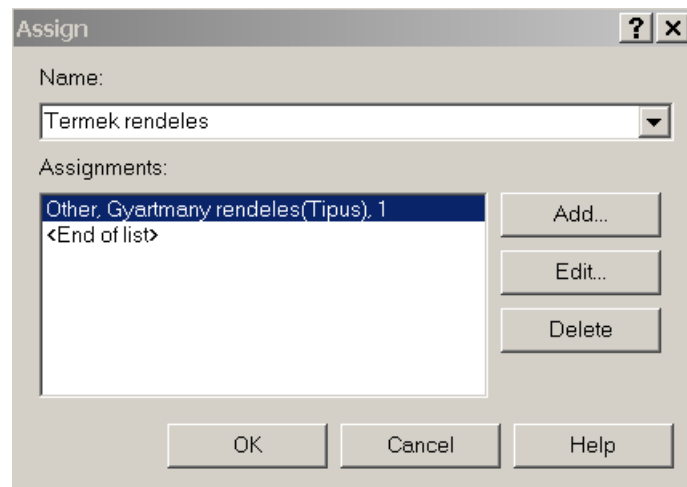 Assign
? ×
Name:
Termek rendeles
Assignments:
Other, Gyartmany rendeles(Tipus), 1
<End of list>
Add...
Edit...
Delete
OK
Cancel
Help